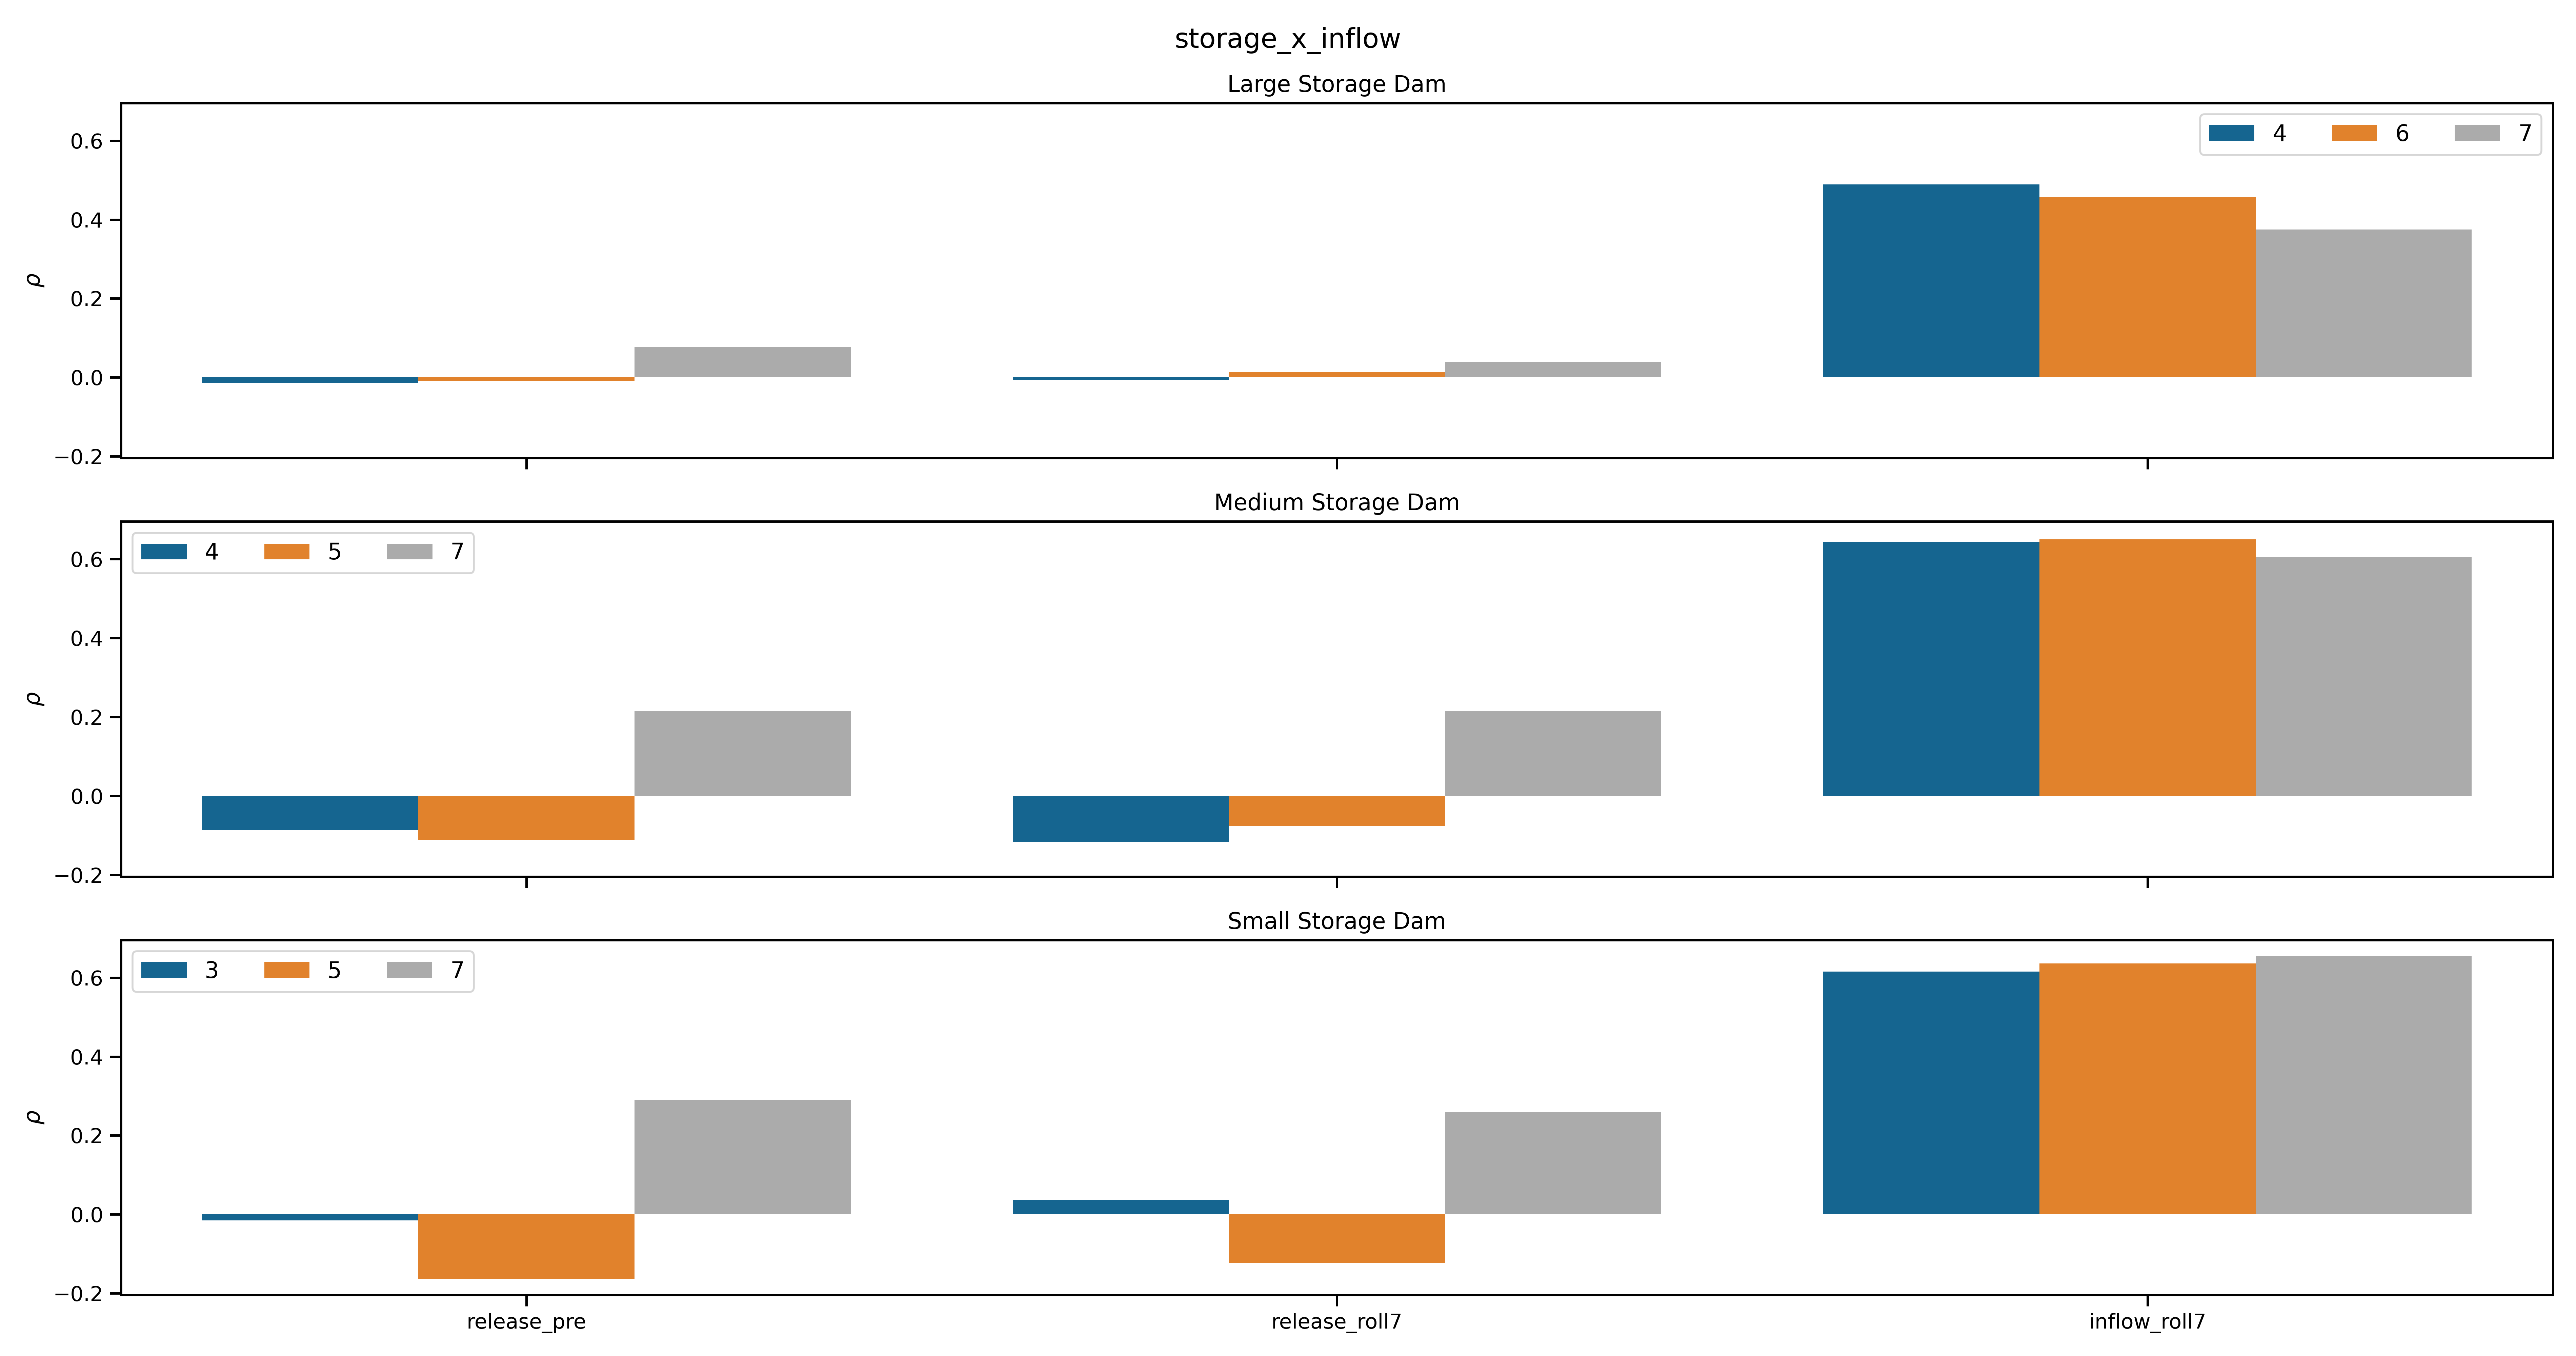 storage_x_inflow
Large Storage Dam
4 6 7
0.6
0.4
0.2
0.0
−0.2
ρ
Medium Storage Dam
4 5 7
0.6
0.4
0.2
0.0
−0.2
ρ
Small Storage Dam
3 5 7
0.6
0.4
0.2
0.0
−0.2
ρ
release_pre release_roll7 inflow_roll7